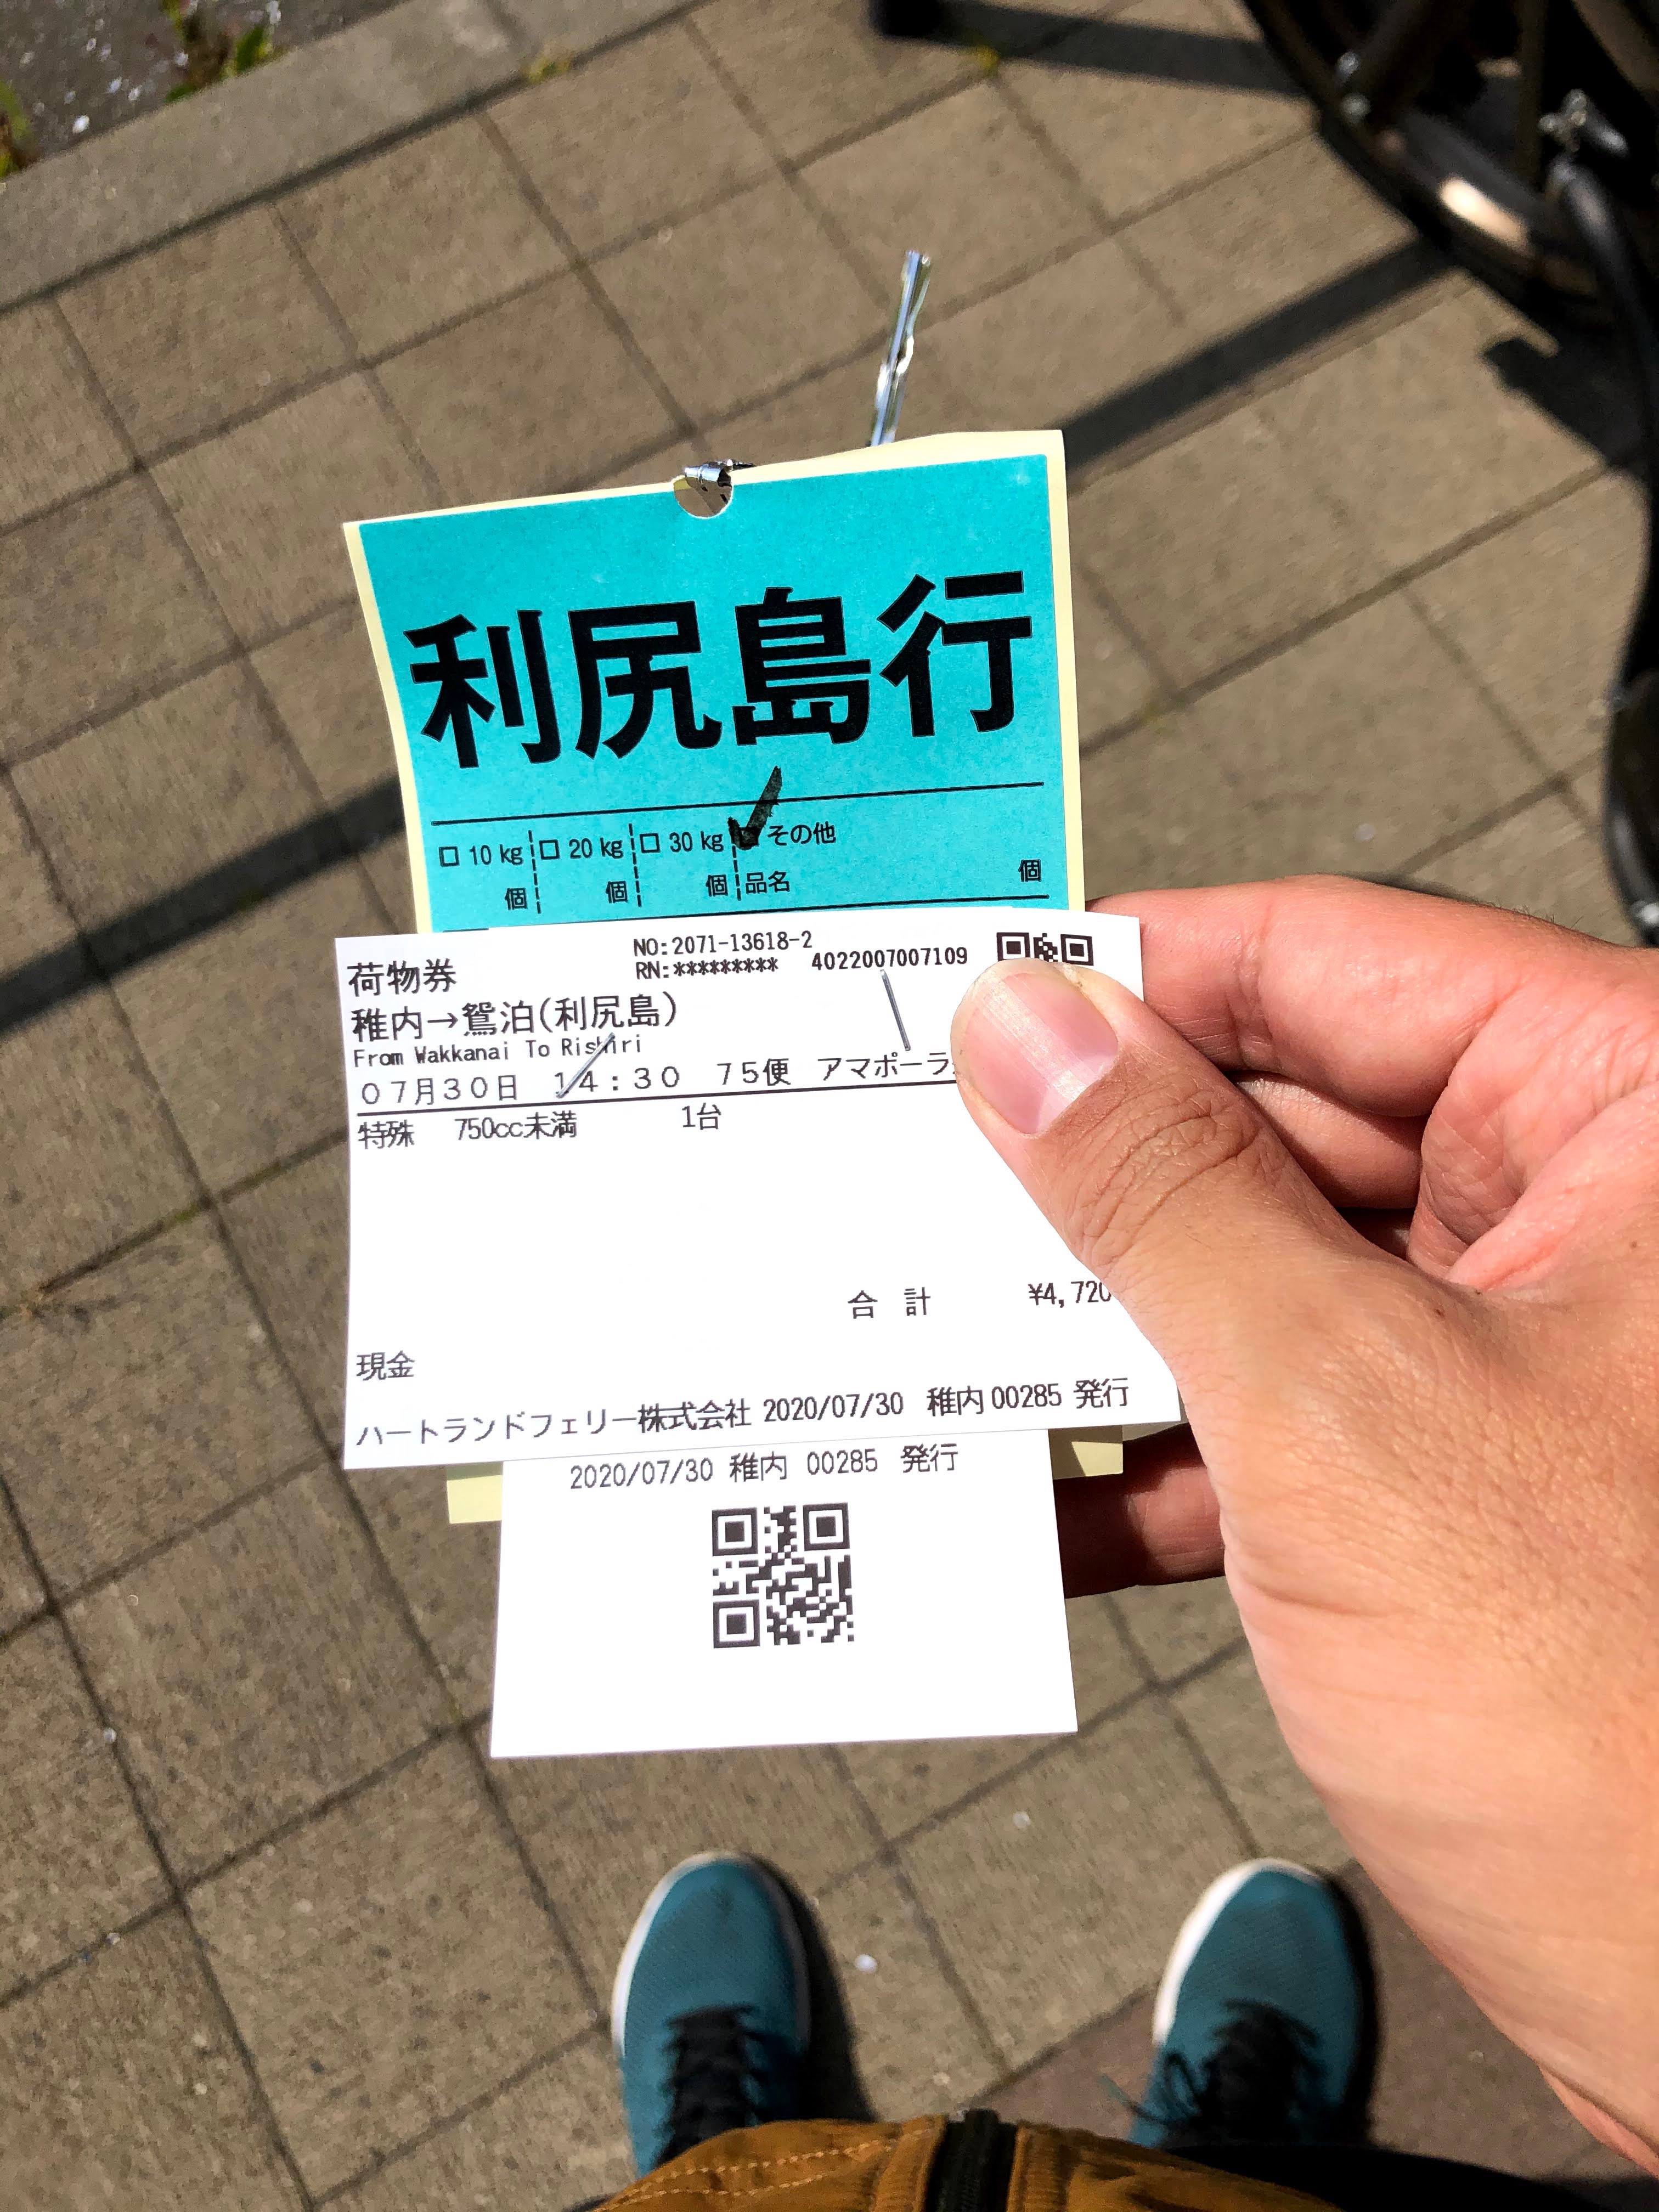 利尻島行
□ 10 kg □ 20 kg □ 30 kg □ その他
個 個 個 品名 個
荷物券 NO:2071-13618-2
RN:********* 4022007007109
稚内→鴛泊(利尻島)
From Wakkanai To Rishiri
07月30日 14:30 75便 アマポーラ
特殊 750cc未満 1台
合 計 ¥4,720
現金
ハートランドフェリー株式会社 2020/07/30 稚内 00285 発行
2020/07/30 稚内 00285 発行